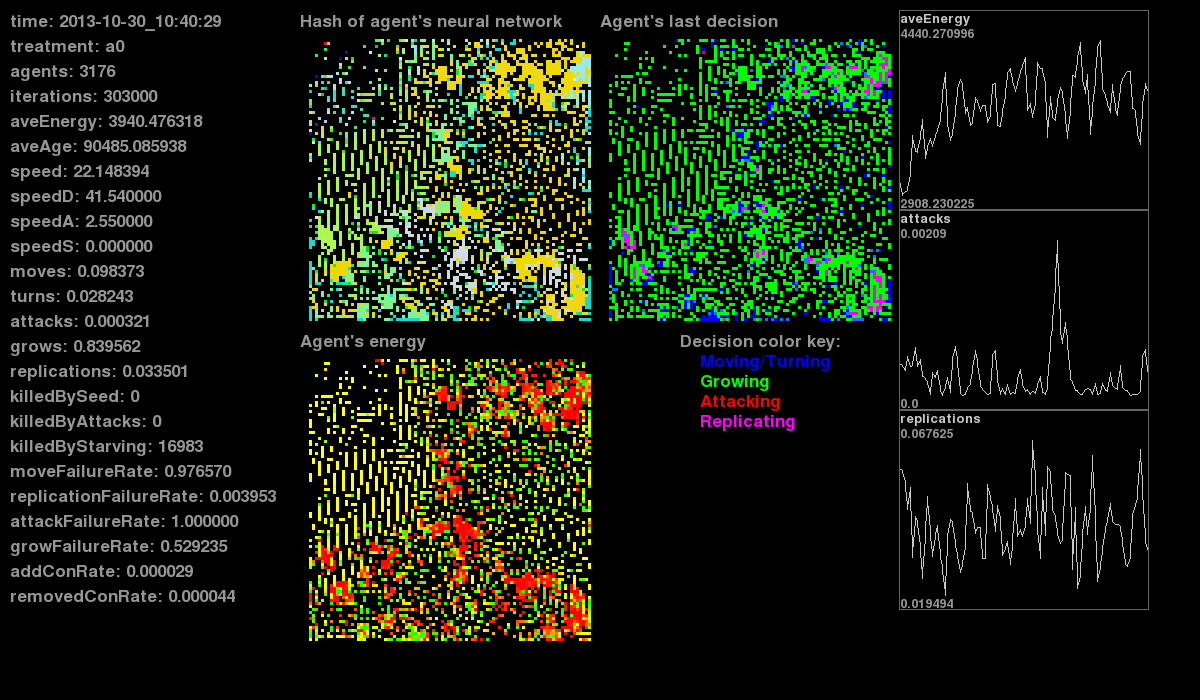 time: 2013-10-30_10:40:29
treatment: a0
agents: 3176
iterations: 303000
aveEnergy: 3940.476318
aveAge: 90485.085938
speed: 22.148394
speedD: 41.540000
speedA: 2.550000
speedS: 0.000000
moves: 0.098373
turns: 0.028243
attacks: 0.000321
grows: 0.839562
replications: 0.033501
killedBySeed: 0
killedByAttacks: 0
killedByStarving: 16983
moveFailureRate: 0.976570
replicationFailureRate: 0.003953
attackFailureRate: 1.000000
growFailureRate: 0.529235
addConRate: 0.000029
removedConRate: 0.000044
Hash of agent's neural network
Agent's last decision
Agent's energy
Decision color key:
Moving/Turning
Growing
Attacking
Replicating
aveEnergy
4440.270996
2908.230225
attacks
0.00209
0.0
replications
0.067625
0.019494